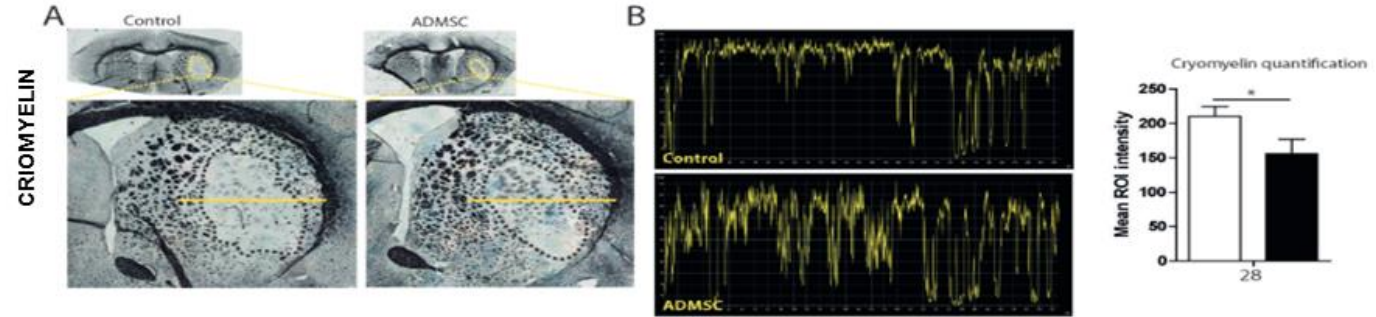 A
Control
ADMSC
CRIOMYELIN
B
Control
ADMSC
Cryomyelin quantification
*
Mean ROI intensity
250
200
150
100
50
0
28